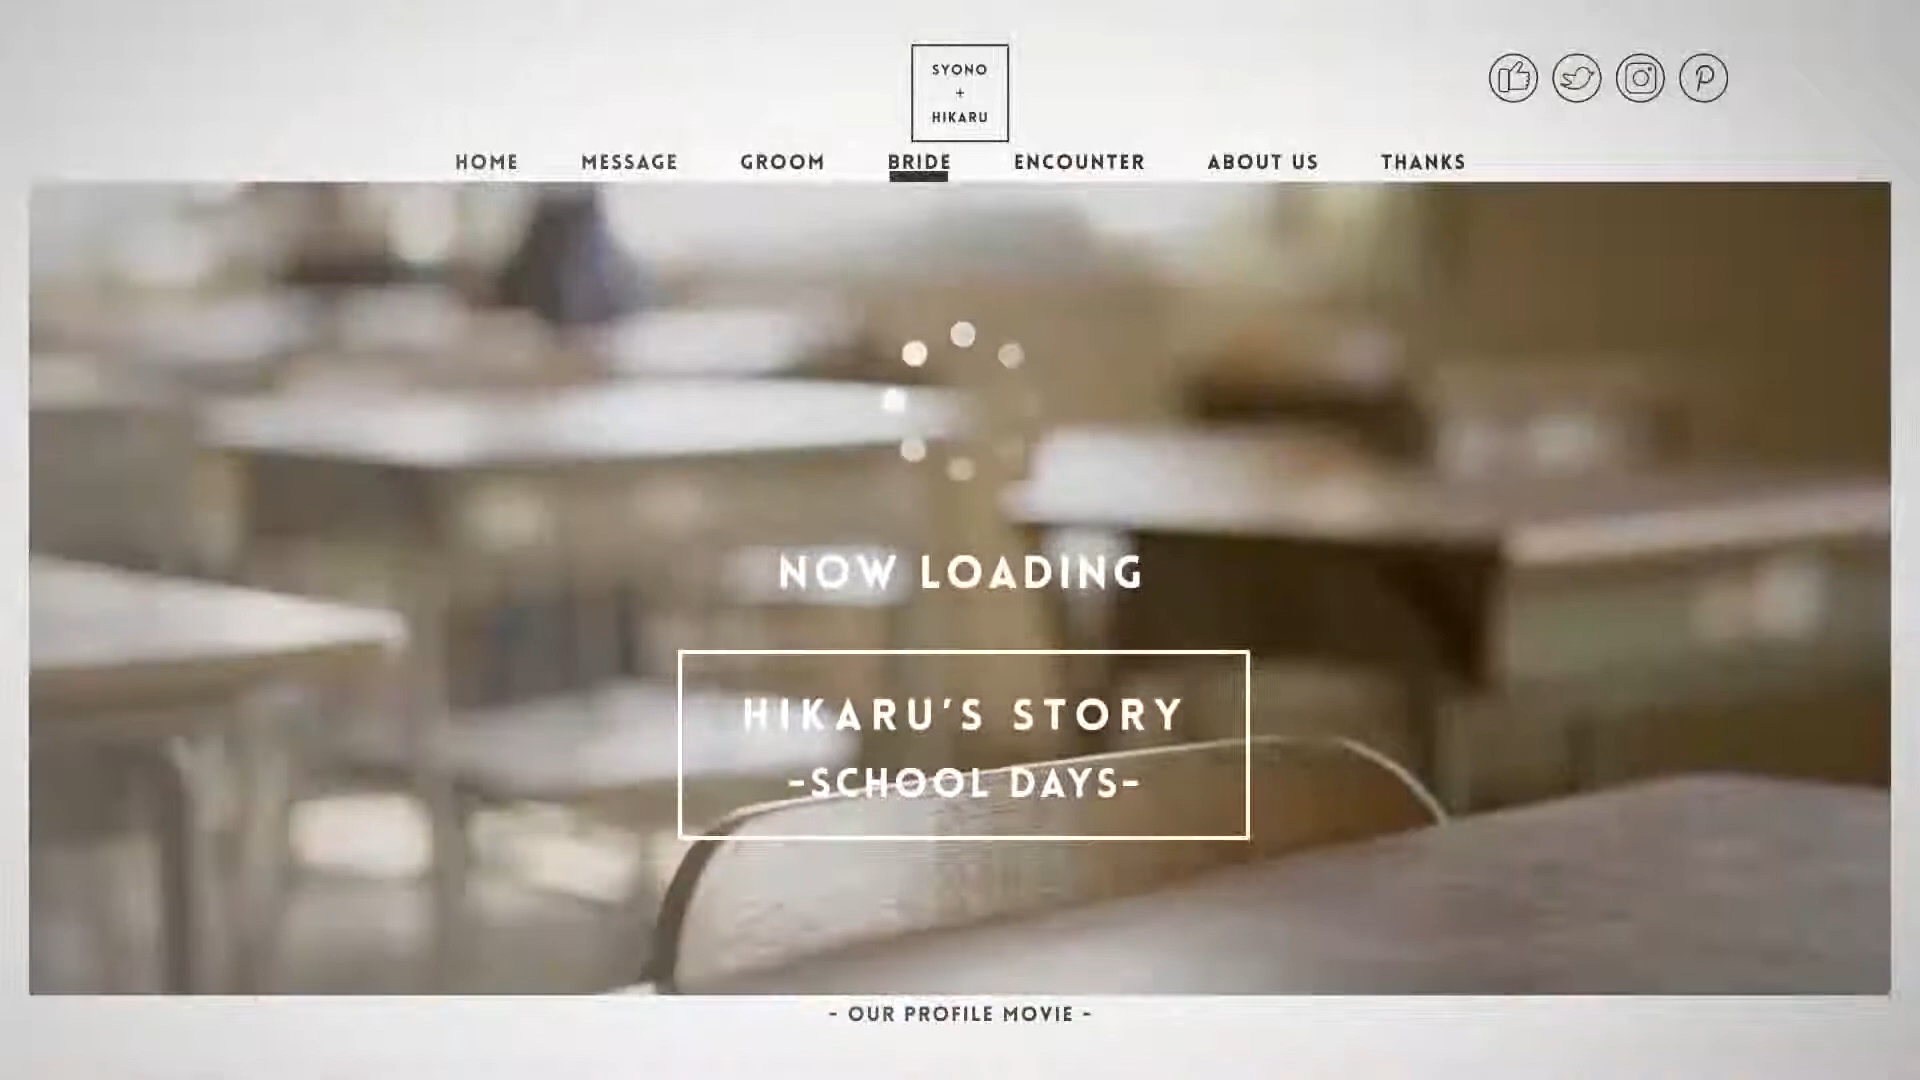 SYONO
+
HIKARU
HOME MESSAGE GROOM BRIDE ENCOUNTER ABOUT US THANKS
NOW LOADING
HIKARU'S STORY
-SCHOOL DAYS-
- OUR PROFILE MOVIE -